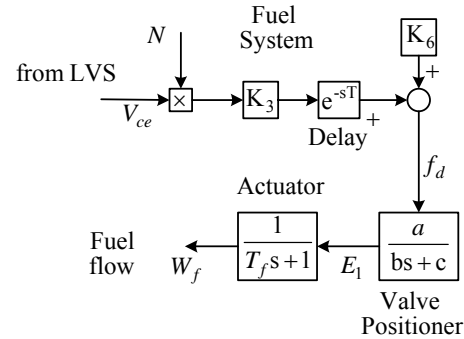 Fuel
System
N
K6
from LVS
×
K3
e^-sT
+
+
Vce
Delay
fd
Actuator
Fuel
flow
Wf
1
Tf s + 1
E1
a
bs + c
Valve
Positioner